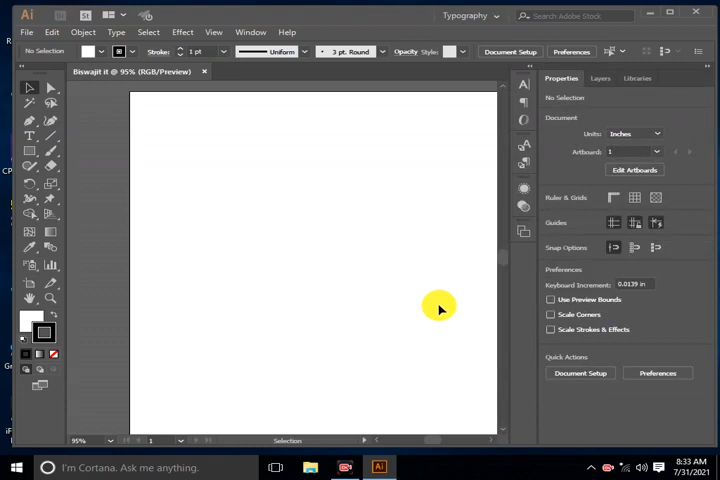 Ai Br St Typography Search Adobe Stock
File Edit Object Type Select Effect View Window Help
No Selection Stroke: 1 pt Uniform 3 pt. Round Opacity Style: Document Setup Preferences
Biswajit it @ 95% (RGB/Preview) ×
Properties Layers Libraries
No Selection
Document
Units: Inches
Artboard: 1
Edit Artboards
Ruler & Grids
Guides
Snap Options
Preferences
Keyboard Increment: 0.0139 in
Use Preview Bounds
Scale Corners
Scale Strokes & Effects
Quick Actions
Document Setup Preferences
95% 1 Selection
I'm Cortana. Ask me anything.
Ai
8:33 AM
7/31/2021